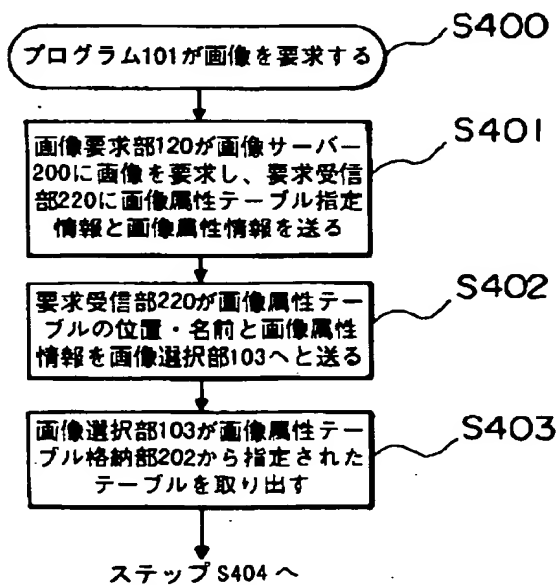 S400
プログラム101が画像を要求する
S401
画像要求部120が画像サーバー
200に画像を要求し、要求受信
部220に画像属性テーブル指定
情報と画像属性情報を送る
S402
要求受信部220が画像属性テー
ブルの位置・名前と画像属性
情報を画像選択部103へと送る
S403
画像選択部103が画像属性テー
ブル格納部202から指定された
テーブルを取り出す
ステップS404へ